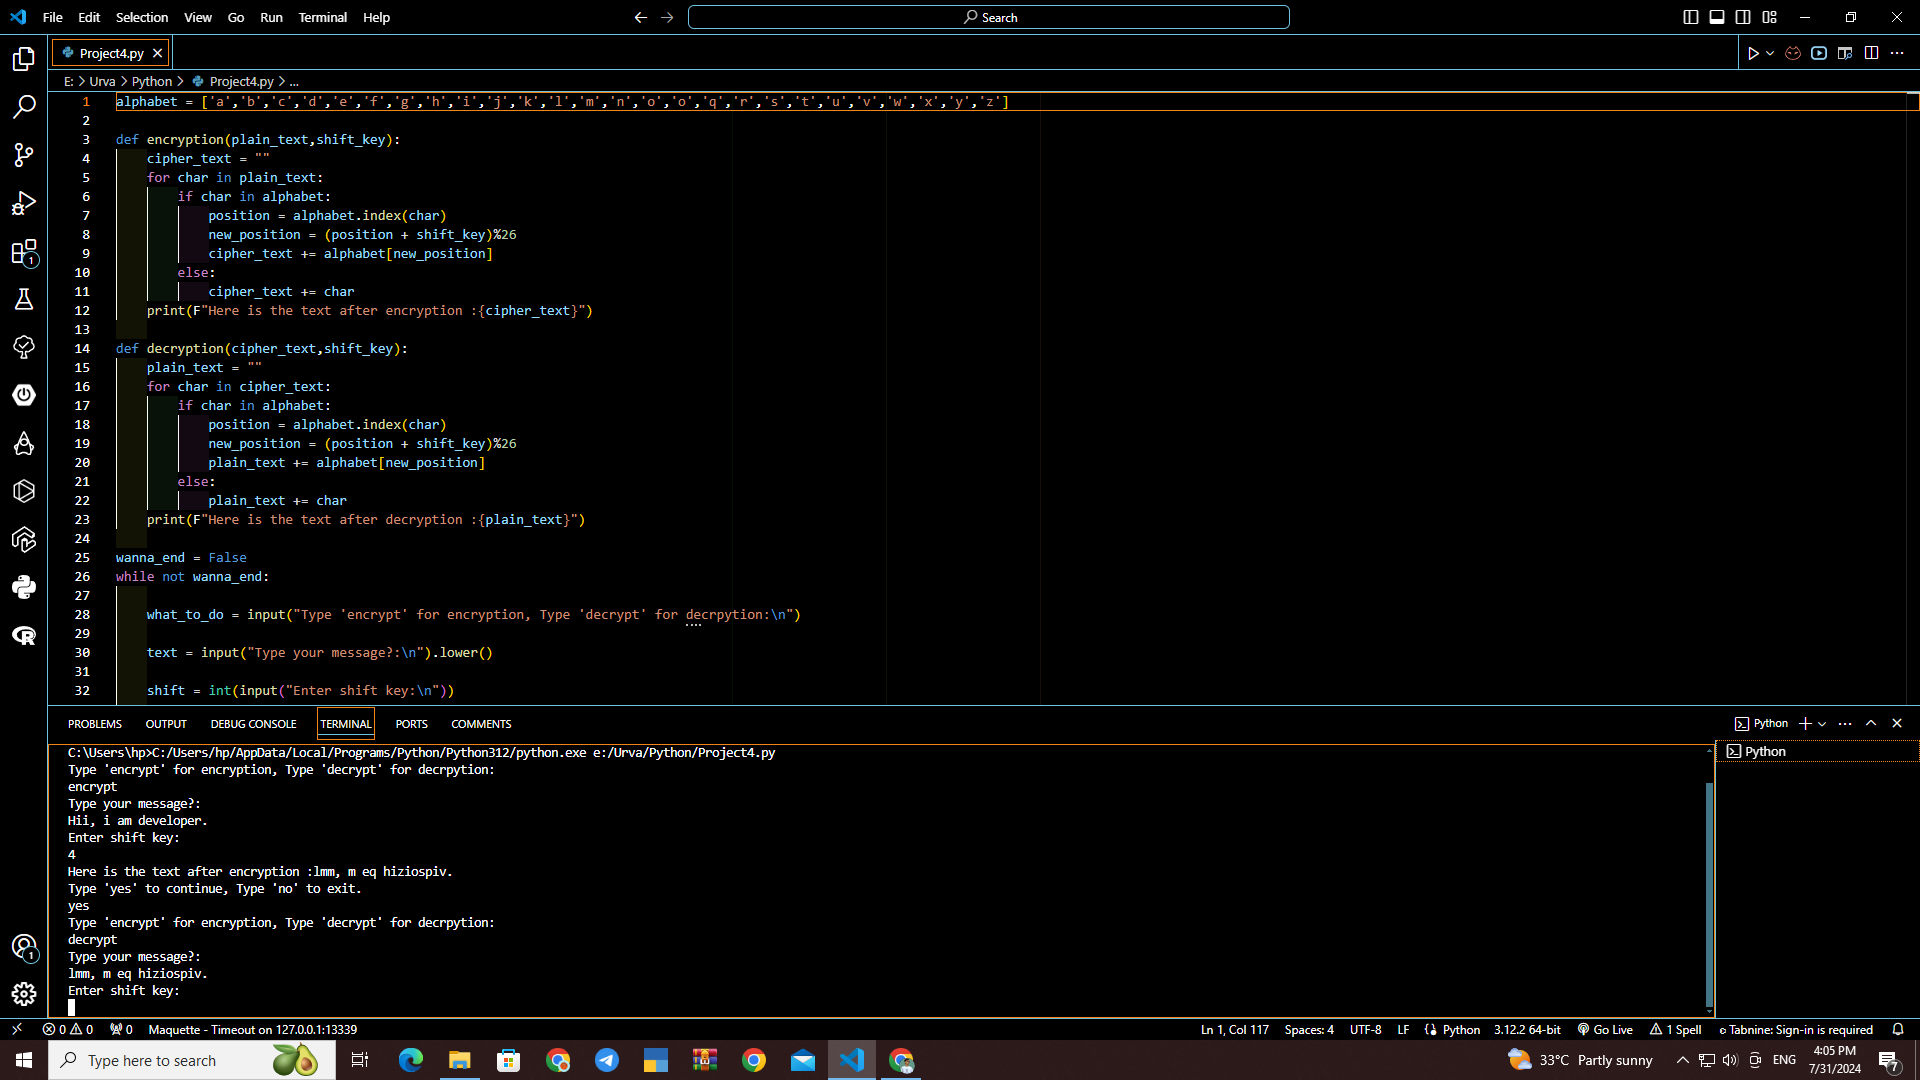 File Edit Selection View Go Run Terminal Help
Search
Project4.py
E: > Urva > Python > Project4.py > ...
1 alphabet = ['a','b','c','d','e','f','g','h','i','j','k','l','m','n','o','o','q','r','s','t','u','v','w','x','y','z']
2
3 def encryption(plain_text,shift_key):
4 cipher_text = ""
5 for char in plain_text:
6 if char in alphabet:
7 position = alphabet.index(char)
8 new_position = (position + shift_key)%26
9 cipher_text += alphabet[new_position]
10 else:
11 cipher_text += char
12 print(F"Here is the text after encryption :{cipher_text}")
13
14 def decryption(cipher_text,shift_key):
15 plain_text = ""
16 for char in cipher_text:
17 if char in alphabet:
18 position = alphabet.index(char)
19 new_position = (position + shift_key)%26
20 plain_text += alphabet[new_position]
21 else:
22 plain_text += char
23 print(F"Here is the text after decryption :{plain_text}")
24
25 wanna_end = False
26 while not wanna_end:
27
28 what_to_do = input("Type 'encrypt' for encryption, Type 'decrypt' for decrpytion:\n")
29
30 text = input("Type your message?:\n").lower()
31
32 shift = int(input("Enter shift key:\n"))
PROBLEMS OUTPUT DEBUG CONSOLE TERMINAL PORTS COMMENTS
Python
Python
C:\Users\hp>C:/Users/hp/AppData/Local/Programs/Python/Python312/python.exe e:/Urva/Python/Project4.py
Type 'encrypt' for encryption, Type 'decrypt' for decrpytion:
encrypt
Type your message?:
Hii, i am developer.
Enter shift key:
4
Here is the text after encryption :lmm, m eq hiziospiv.
Type 'yes' to continue, Type 'no' to exit.
yes
Type 'encrypt' for encryption, Type 'decrypt' for decrpytion:
decrypt
Type your message?:
lmm, m eq hiziospiv.
Enter shift key:
1
1
0 0 0 Maquette - Timeout on 127.0.0.1:13339 Ln 1, Col 117 Spaces: 4 UTF-8 LF Python 3.12.2 64-bit Go Live 1 Spell Tabnine: Sign-in is required
Type here to search
33°C Partly sunny ENG
4:05 PM
7/31/2024
7